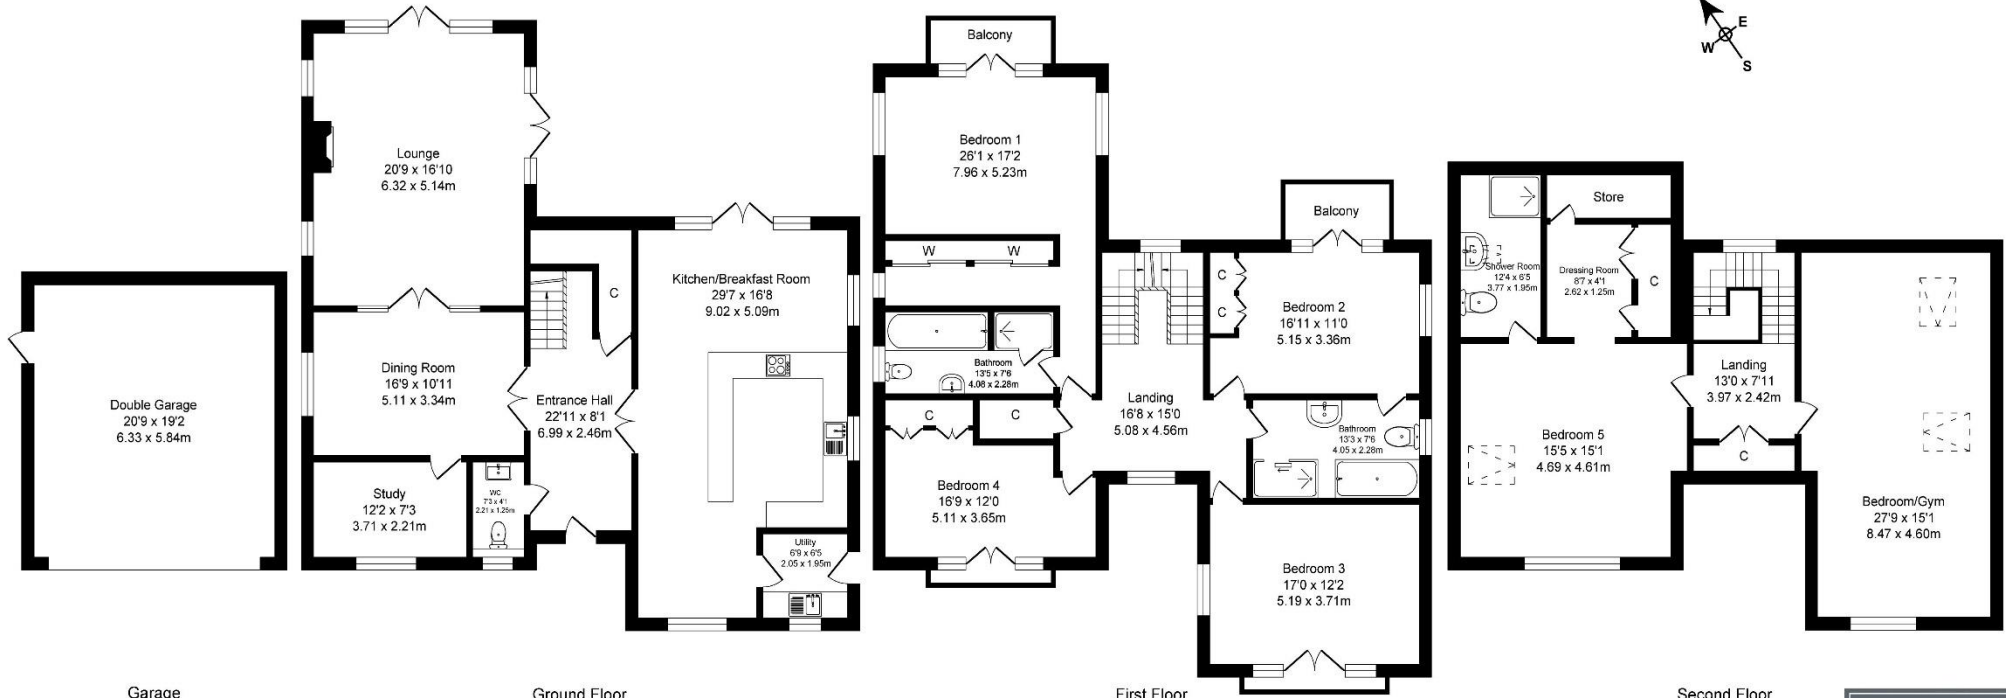 E
W
S
Double Garage
20'9 x 19'2
6.33 x 5.84m
Garage
Lounge
20'9 x 16'10
6.32 x 5.14m
Dining Room
16'9 x 10'11
5.11 x 3.34m
Study
12'2 x 7'3
3.71 x 2.21m
WC
7'3 x 4'1
2.21 x 1.25m
Entrance Hall
22'11 x 8'1
6.99 x 2.46m
C
Kitchen/Breakfast Room
29'7 x 16'8
9.02 x 5.09m
Utility
6'9 x 6'5
2.05 x 1.95m
Ground Floor
Balcony
Bedroom 1
26'1 x 17'2
7.96 x 5.23m
W
W
Bathroom
13'5 x 7'6
4.08 x 2.28m
C
C
Bedroom 4
16'9 x 12'0
5.11 x 3.65m
Landing
16'8 x 15'0
5.08 x 4.56m
Balcony
C
C
Bedroom 2
16'11 x 11'0
5.15 x 3.36m
Bathroom
13'3 x 7'6
4.05 x 2.28m
Bedroom 3
17'0 x 12'2
5.19 x 3.71m
First Floor
Store
Shower Room
12'4 x 6'5
3.77 x 1.95m
Dressing Room
8'7 x 4'1
2.62 x 1.25m
C
Bedroom 5
15'5 x 15'1
4.69 x 4.61m
Landing
13'0 x 7'11
3.97 x 2.42m
C
Bedroom/Gym
27'9 x 15'1
8.47 x 4.60m
Second Floor